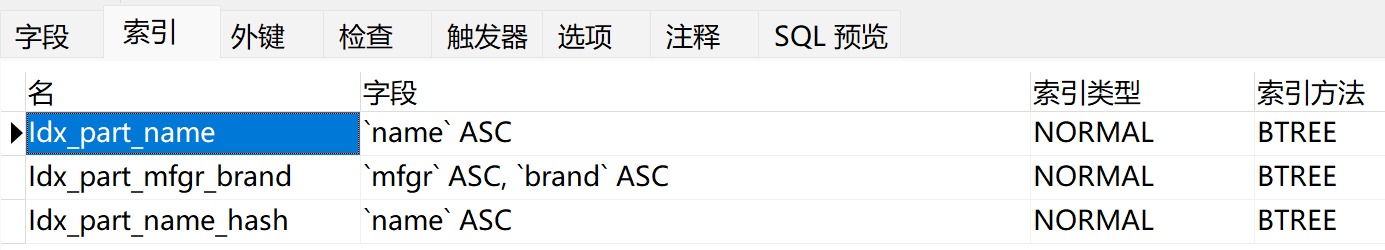 字段 索引 外键 检查 触发器 选项 注释 SQL 预览
名 字段 索引类型 索引方法
Idx_part_name `name` ASC NORMAL BTREE
Idx_part_mfgr_brand `mfgr` ASC, `brand` ASC NORMAL BTREE
Idx_part_name_hash `name` ASC NORMAL BTREE